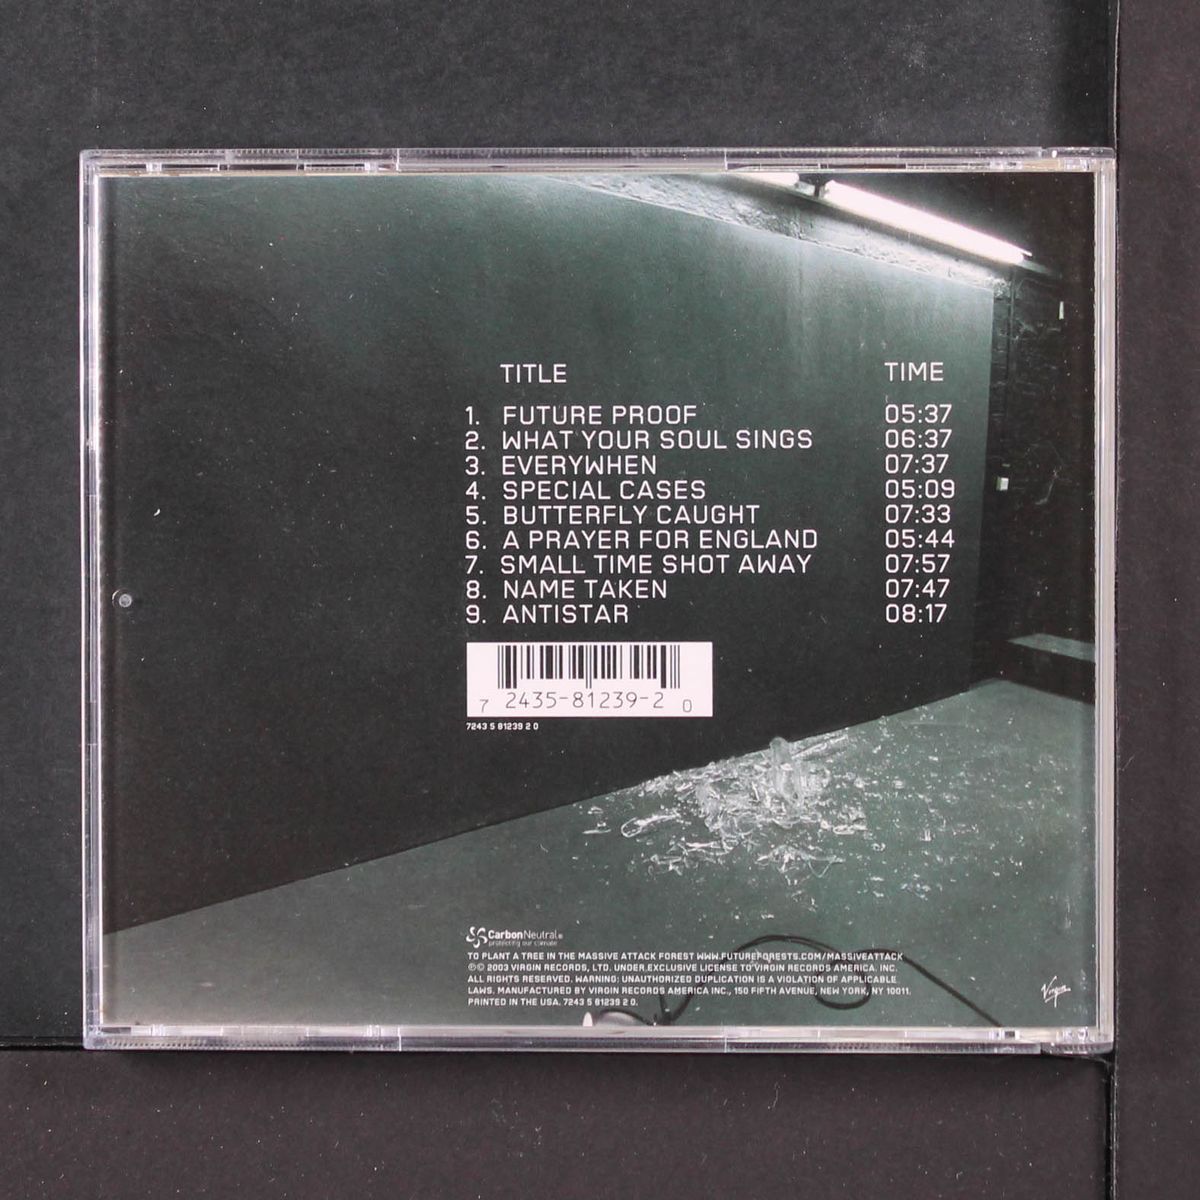 TITLE TIME
1. FUTURE PROOF 05:37
2. WHAT YOUR SOUL SINGS 06:37
3. EVERYWHEN 07:37
4. SPECIAL CASES 05:09
5. BUTTERFLY CAUGHT 07:33
6. A PRAYER FOR ENGLAND 05:44
7. SMALL TIME SHOT AWAY 07:57
8. NAME TAKEN 07:47
9. ANTISTAR 08:17
7 2435-81239-2 0
7243 5 81239 2 0
CarbonNeutral®
protecting our climate
TO PLANT A TREE IN THE MASSIVE ATTACK FOREST WWW.FUTUREFORESTS.COM/MASSIVEATTACK
℗© 2003 VIRGIN RECORDS, LTD. UNDER EXCLUSIVE LICENSE TO VIRGIN RECORDS AMERICA, INC.
ALL RIGHTS RESERVED. WARNING: UNAUTHORIZED DUPLICATION IS A VIOLATION OF APPLICABLE
LAWS. MANUFACTURED BY VIRGIN RECORDS AMERICA INC., 150 FIFTH AVENUE, NEW YORK, NY 10011.
PRINTED IN THE USA. 7243 5 81239 2 0.
Virgin